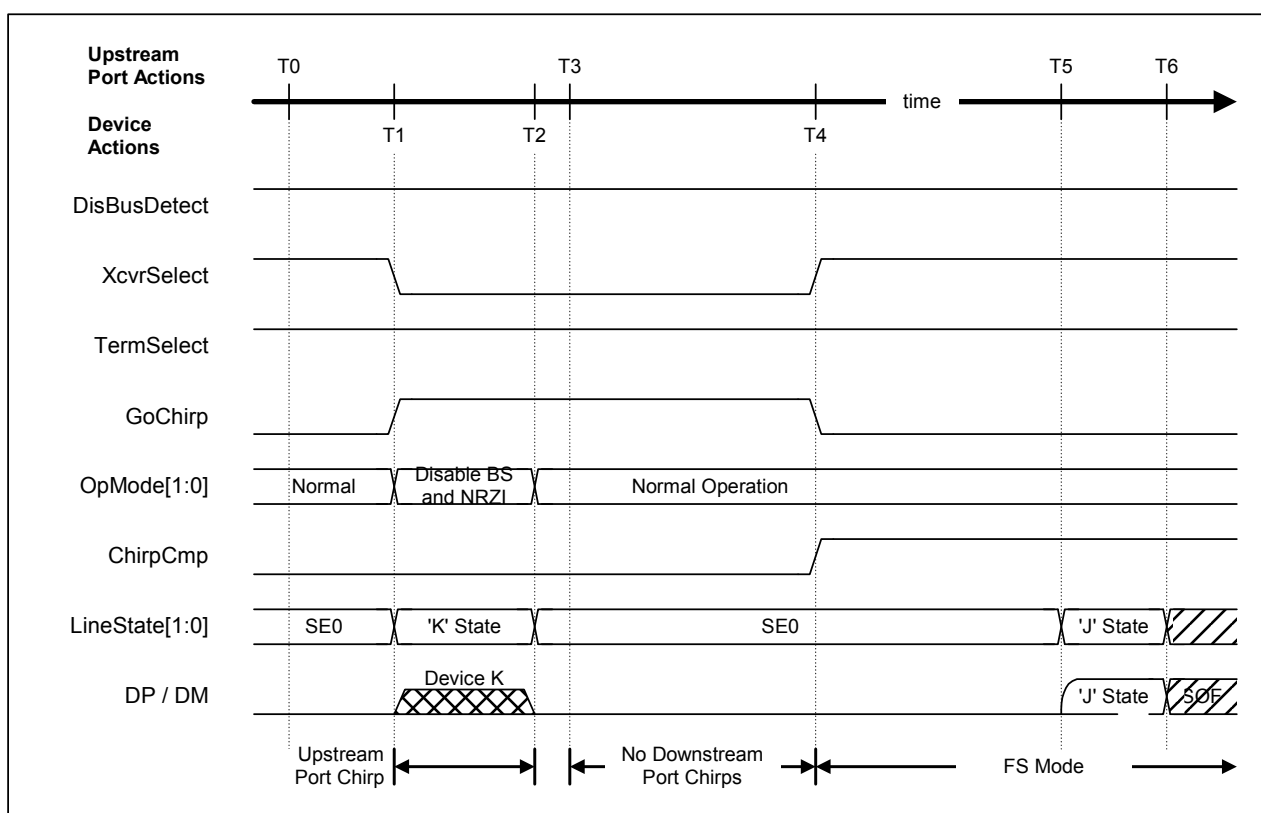 Upstream
Port Actions
T0
T3
T5
T6
time
Device
Actions
T1
T2
T4
DisBusDetect
XcvrSelect
TermSelect
GoChirp
OpMode[1:0]
Normal
Disable BS
and NRZI
Normal Operation
ChirpCmp
LineState[1:0]
SE0
'K' State
SE0
'J' State
DP / DM
Device K
'J' State
SOF
Upstream
Port Chirp
No Downstream
Port Chirps
FS Mode